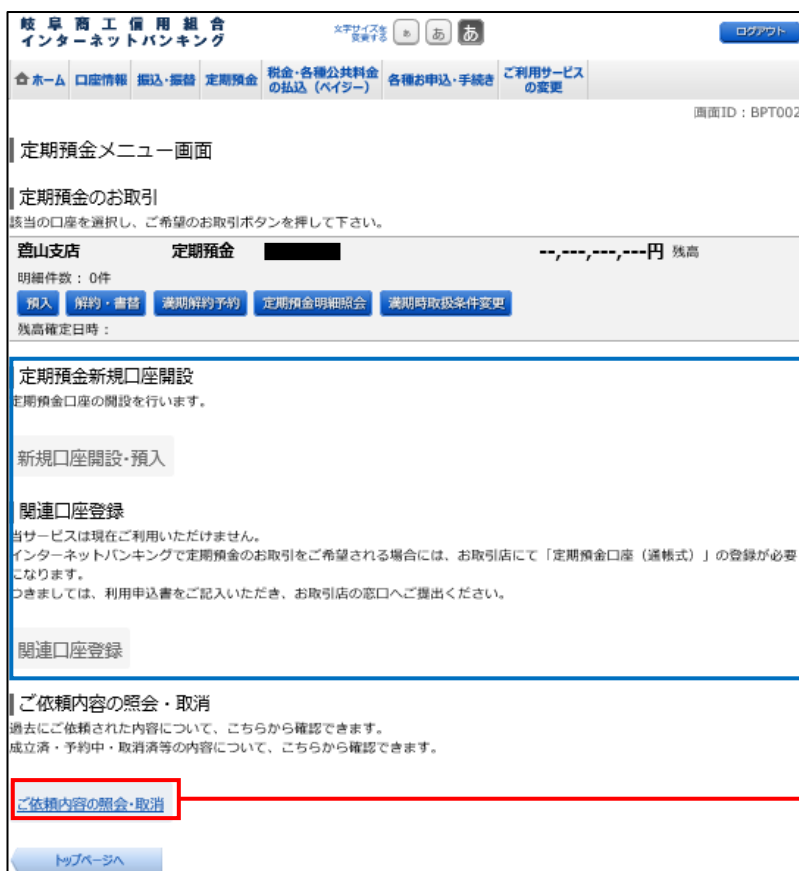 岐阜商工信用組合
インターネットバンキング
文字サイズを
変更する
あ
あ
あ
ログアウト
ホーム 口座情報 振込・振替 定期預金 税金・各種公共料金の払込（ペイジー） 各種お申込・手続き ご利用サービスの変更
画面ID：BPT002
定期預金メニュー画面
定期預金のお取引
該当の口座を選択し、ご希望のお取引ボタンを押して下さい。
山支店 定期預金 --,---,---,---円 残高
明細件数：0件
預入 解約・書替 満期解約予約 定期預金明細照会 満期時取扱条件変更
残高確定日時：
定期預金新規口座開設
定期預金口座の開設を行います。
新規口座開設・預入
関連口座登録
当サービスは現在ご利用いただけません。
インターネットバンキングで定期預金のお取引をご希望される場合には、お取引店にて「定期預金口座（通帳式）」の登録が必要
になります。
つきましては、利用申込書をご記入いただき、お取引店の窓口へご提出ください。
関連口座登録
ご依頼内容の照会・取消
過去にご依頼された内容について、こちらから確認できます。
成立済・予約中・取消済等の内容について、こちらから確認できます。
ご依頼内容の照会・取消
トップページへ